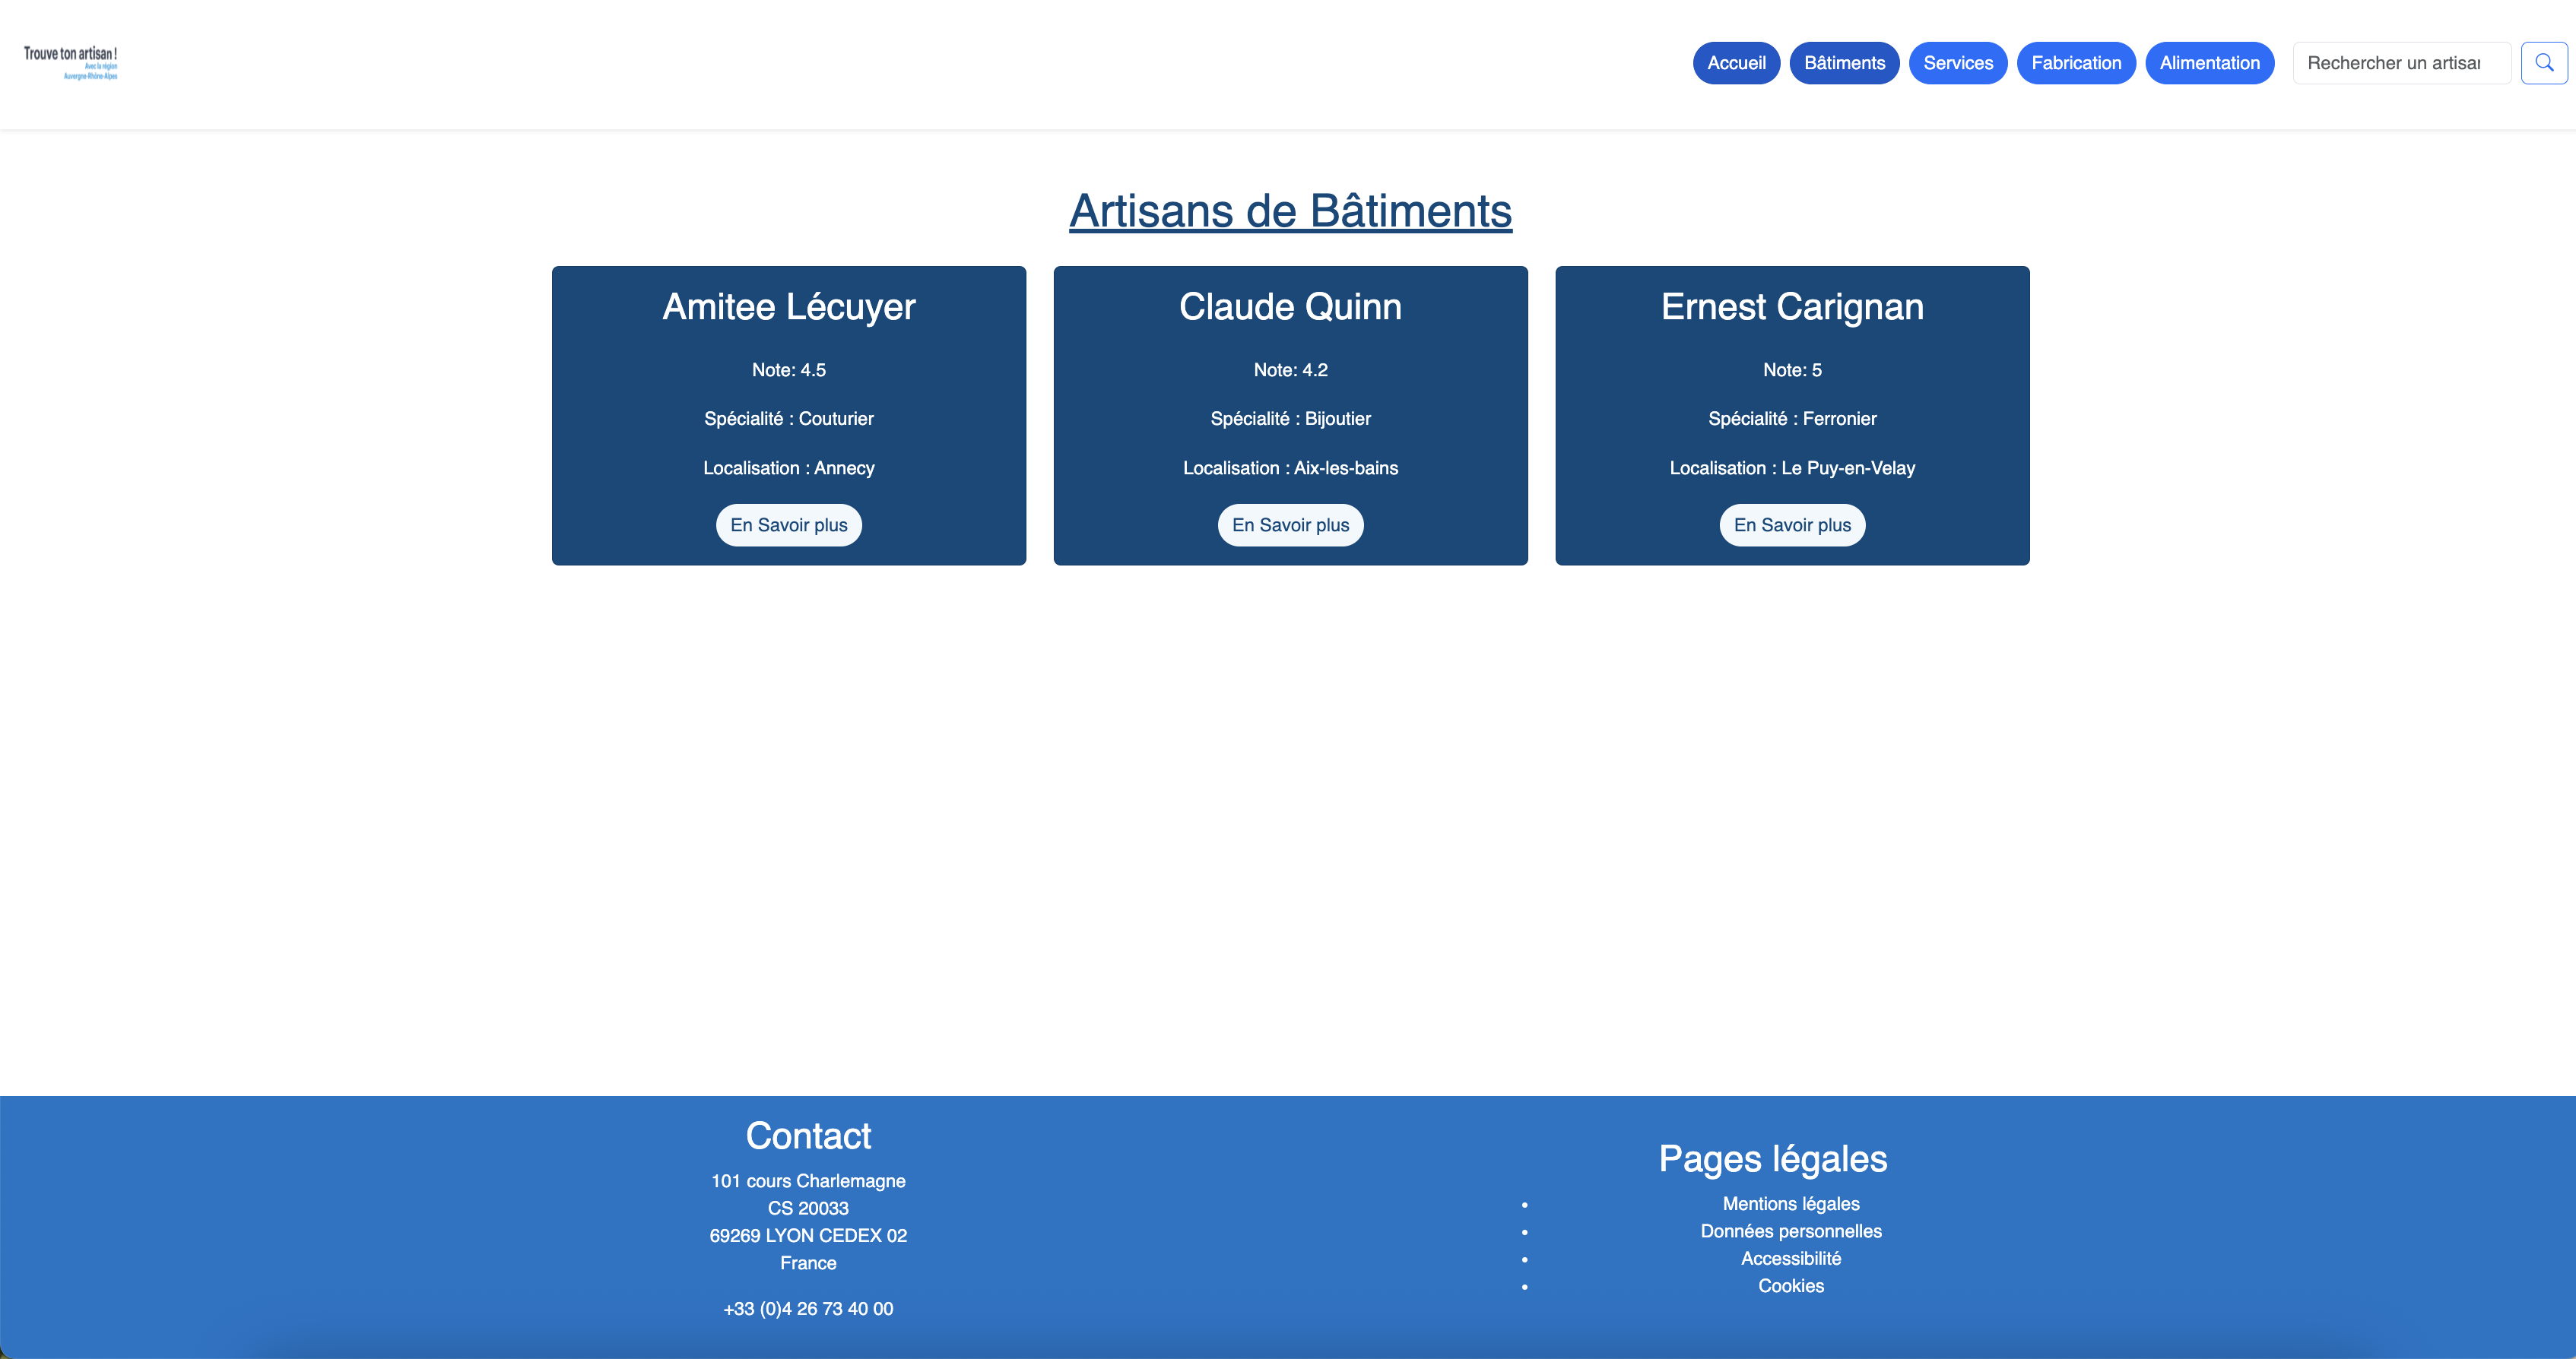 Trouve ton artisan !
Avec la région
Auvergne-Rhône-Alpes
Accueil Bâtiments Services Fabrication Alimentation Rechercher un artisan
Artisans de Bâtiments
Amitee Lécuyer
Note: 4.5
Spécialité : Couturier
Localisation : Annecy
En Savoir plus
Claude Quinn
Note: 4.2
Spécialité : Bijoutier
Localisation : Aix-les-bains
En Savoir plus
Ernest Carignan
Note: 5
Spécialité : Ferronier
Localisation : Le Puy-en-Velay
En Savoir plus
Contact
101 cours Charlemagne
CS 20033
69269 LYON CEDEX 02
France
+33 (0)4 26 73 40 00
Pages légales
• Mentions légales
• Données personnelles
• Accessibilité
• Cookies